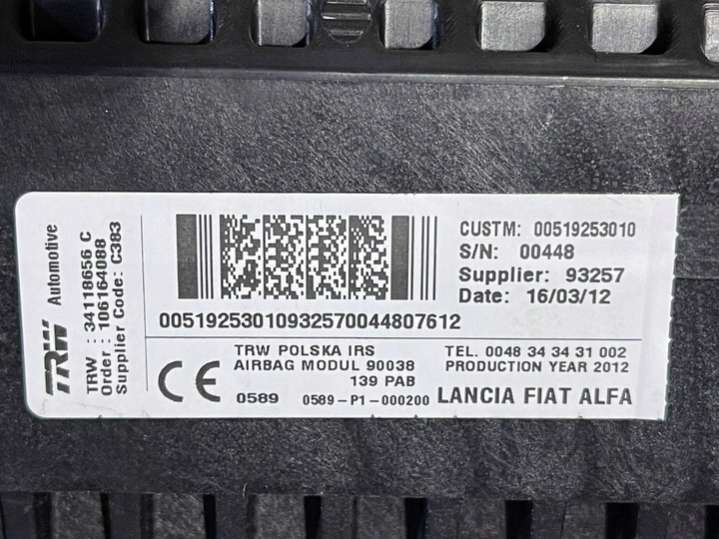 TRW Automotive
TRW : 34118656 C
Order : 106164088
Supplier Code: C383
CUSTM: 00519253010
S/N: 00448
Supplier: 93257
Date: 16/03/12
00519253010932570044807612
TRW POLSKA IRS
AIRBAG MODUL 90038
139 PAB
CE 0589 0589-P1-000200
TEL. 0048 34 34 31 002
PRODUCTION YEAR 2012
LANCIA FIAT ALFA